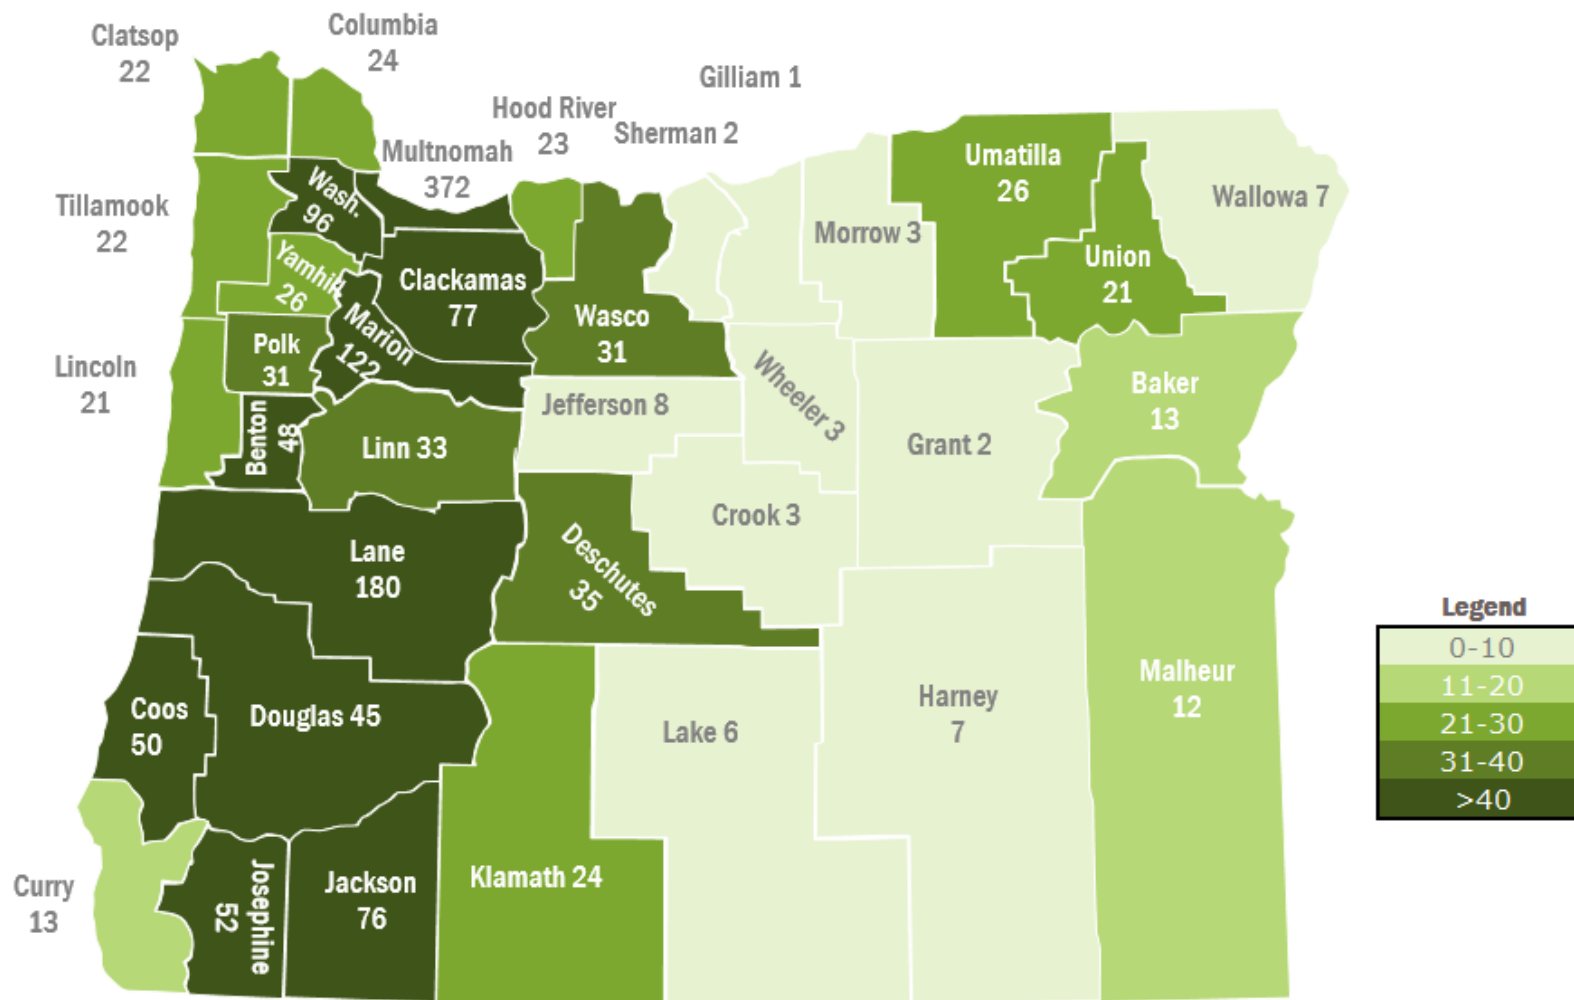 Clatsop
22
Columbia
24
Gilliam 1
Hood River
23
Sherman 2
Multnomah
372
Umatilla
26
Wallowa 7
Wash.
96
Tillamook
22
Morrow 3
Union
21
Yamhill
26
Clackamas
77
Wasco
31
Marion
122
Polk
31
Lincoln
21
Wheeler 3
Baker
13
Jefferson 8
Benton
48
Linn 33
Grant 2
Crook 3
Lane
180
Deschutes
35
Legend
0-10
11-20
21-30
31-40
>40
Malheur
12
Coos
50
Douglas 45
Lake 6
Harney
7
Curry
13
Josephine
52
Jackson
76
Klamath 24